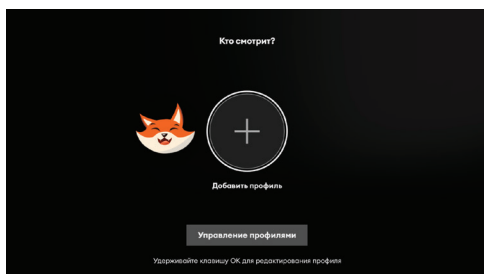 Кто смотрит?
Добавить профиль
Управление профилями
Удерживайте клавишу ОК для редактирования профиля